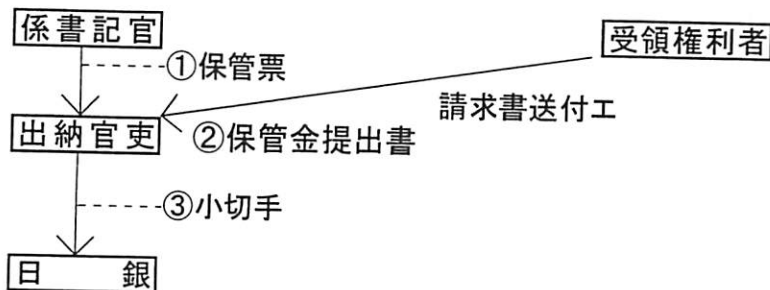 係書記官
受領権利者
①保管票
請求書送付エ
出納官吏
②保管金提出書
③小切手
日 銀